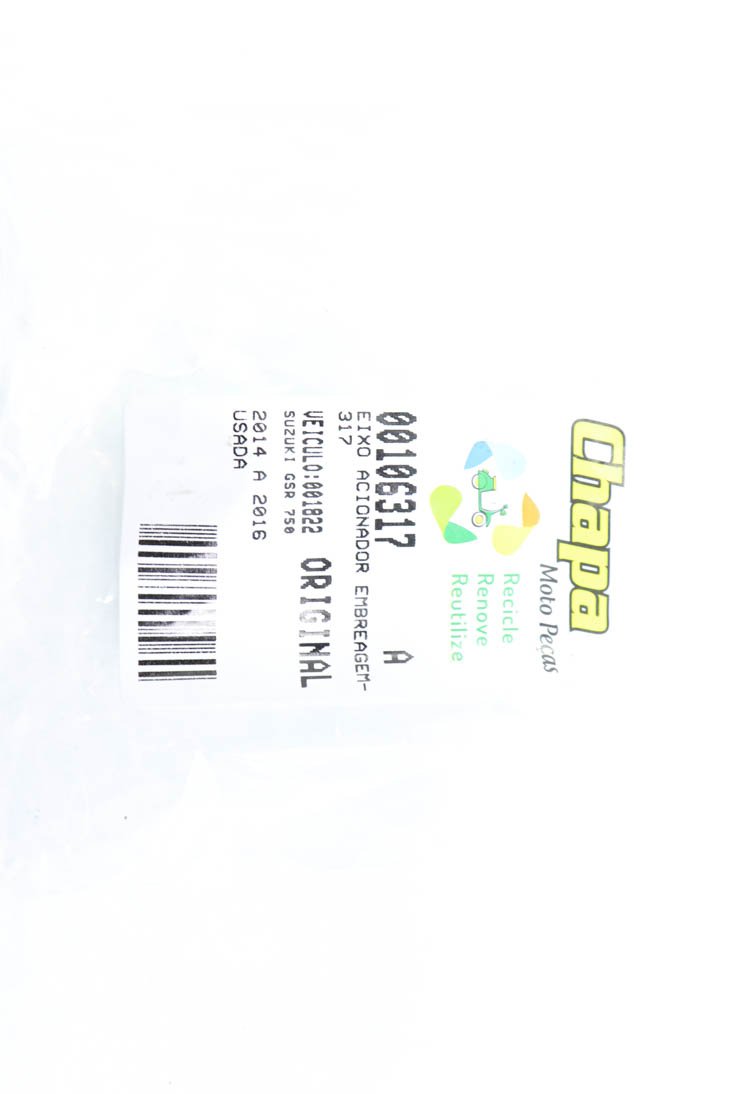 Chapa
Moto Peças
Recicle
Renove
Reutilize
00106317 A
EIXO ACIONADOR EMBREAGEM-
317
VEICULO:001822 ORIGINAL
SUZUKI GSR 750
2014 A 2016
USADA